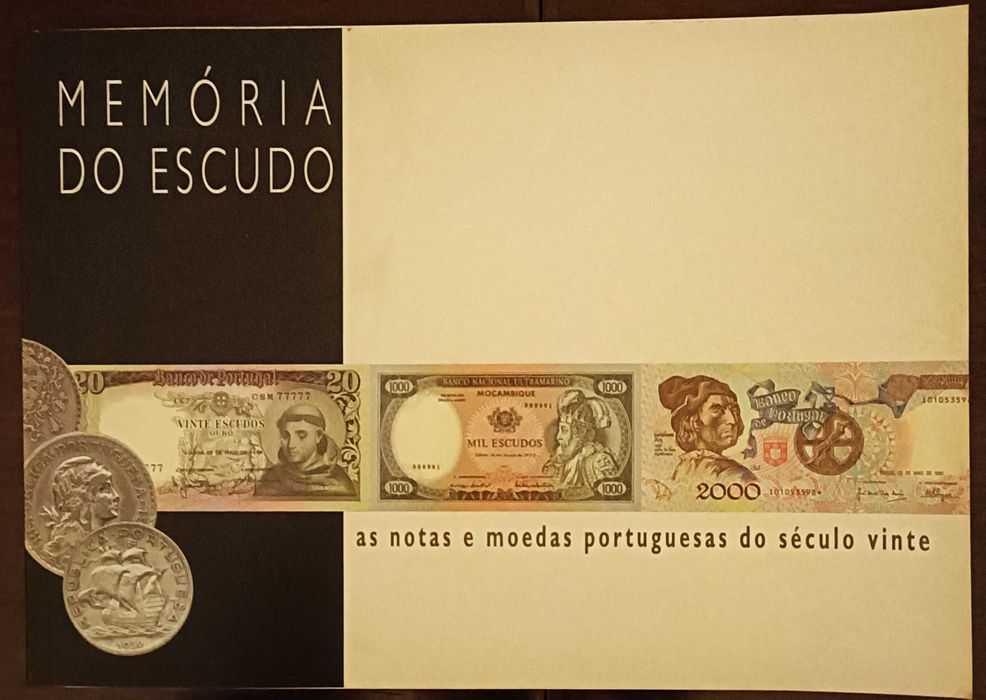 MEMÓRIA
DO ESCUDO
20 Banco de Portugal 20
CSM 77777
VINTE ESCUDOS
OURO
BANCO NACIONAL ULTRAMARINO
1000 MOÇAMBIQUE 1000
MIL ESCUDOS
1000 1000
Banco
de Portugal
2000
as notas e moedas portuguesas do século vinte
REPUBLICA PORTUGUESA